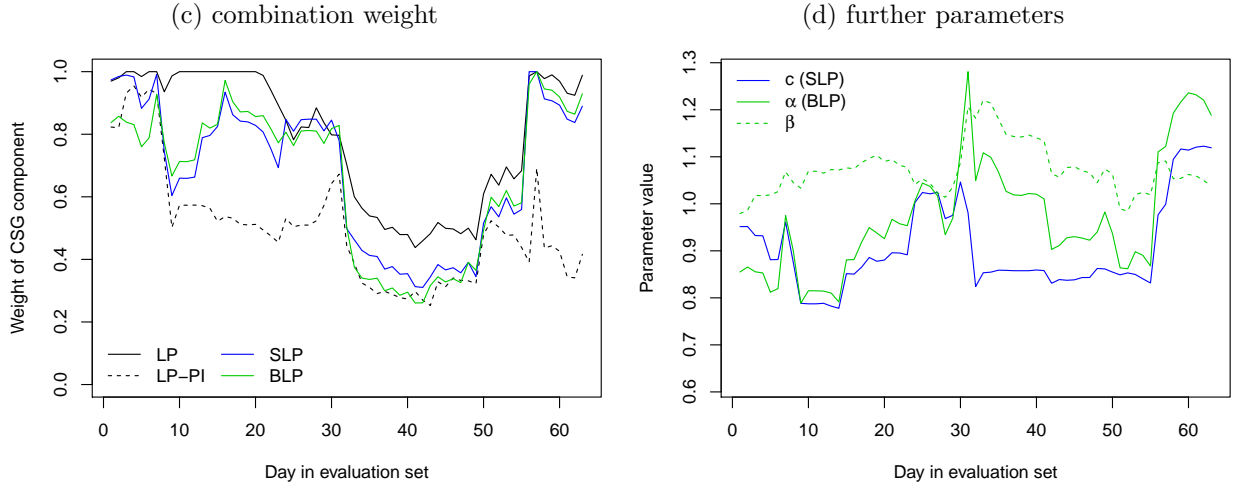 (c) combination weight
Weight of CSG component
1.0
0.8
0.6
0.4
0.2
0.0
LP
LP−PI
SLP
BLP
0 10 20 30 40 50 60
Day in evaluation set
(d) further parameters
Parameter value
1.3
1.2
1.1
1.0
0.9
0.8
0.7
0.6
c (SLP)
α (BLP)
β
0 10 20 30 40 50 60
Day in evaluation set